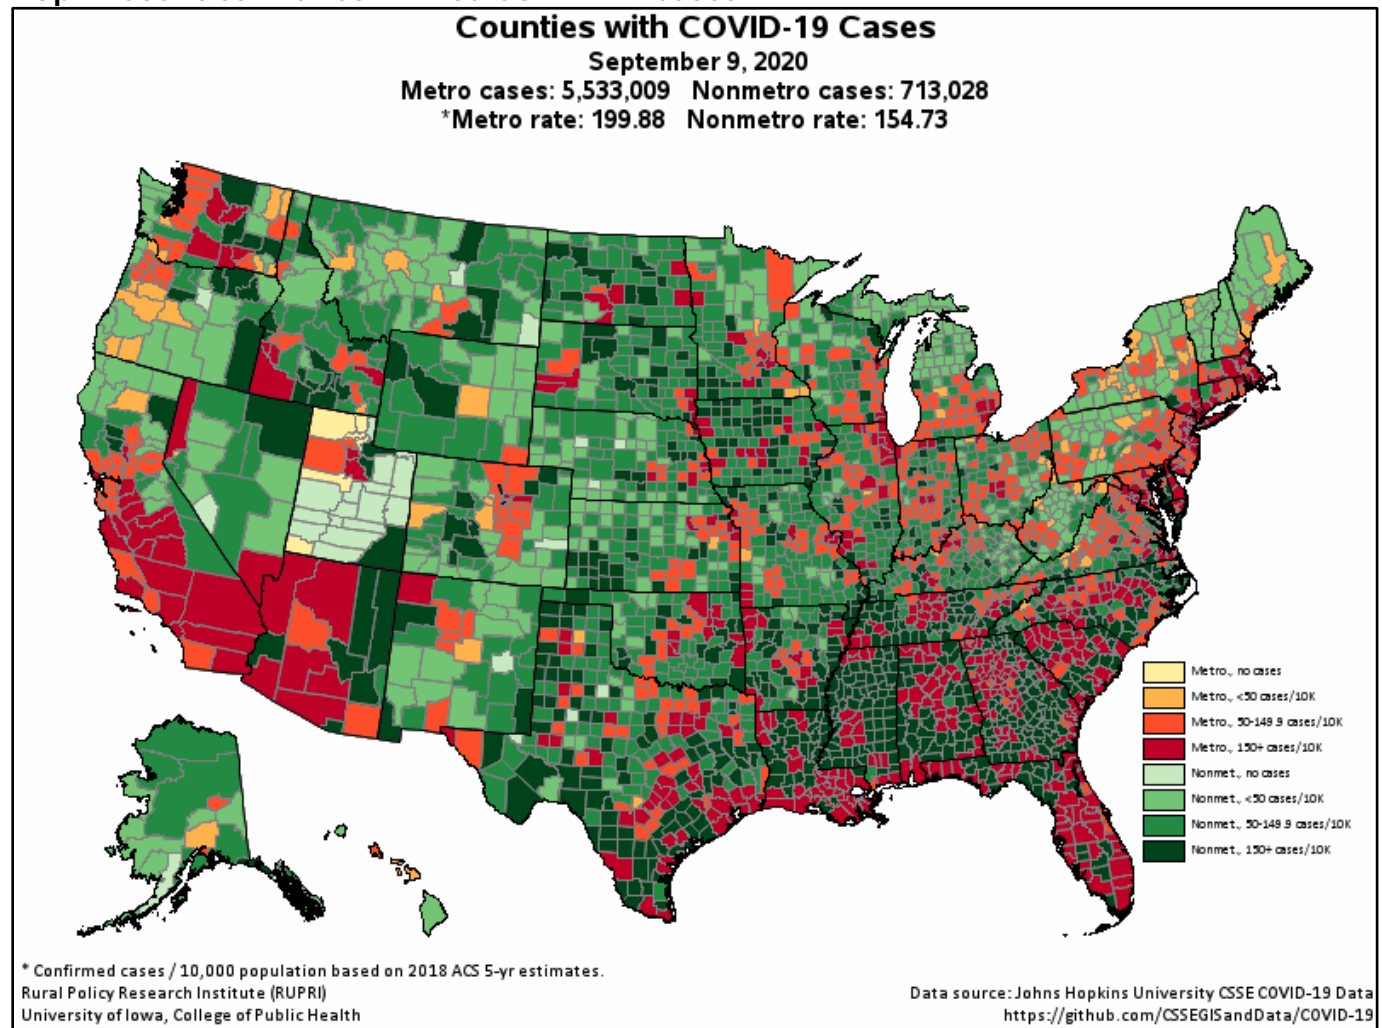 Counties with COVID-19 Cases
September 9, 2020
Metro cases: 5,533,009 Nonmetro cases: 713,028
*Metro rate: 199.88 Nonmetro rate: 154.73
Metro., no cases
Metro., <50 cases/10K
Metro., 50-149.9 cases/10K
Metro., 150+ cases/10K
Nonmet., no cases
Nonmet., <50 cases/10K
Nonmet., 50-149.9 cases/10K
Nonmet., 150+ cases/10K
* Confirmed cases / 10,000 population based on 2018 ACS 5-yr estimates.
Rural Policy Research Institute (RUPRI)
University of Iowa, College of Public Health
Data source: Johns Hopkins University CSSE COVID-19 Data
https://github.com/CSSEGISandData/COVID-19